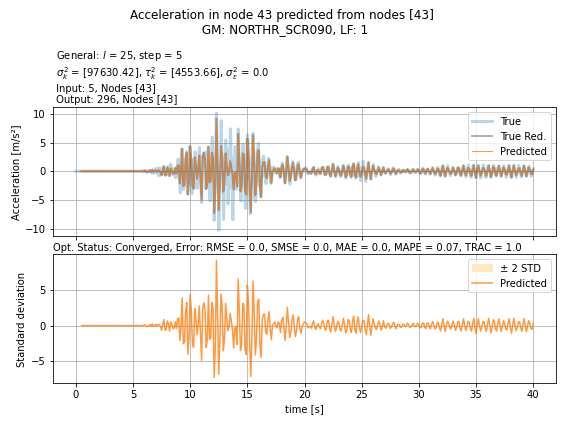 Acceleration in node 43 predicted from nodes [43]
GM: NORTHR_SCR090, LF: 1
General: l = 25, step = 5
σ²ₖ = [97630.42], τ²ₖ = [4553.66], σ²ε = 0.0
Input: 5, Nodes [43]
Output: 296, Nodes [43]
10
5
0
−5
−10
Acceleration [m/s²]
True
True Red.
Predicted
Opt. Status: Converged, Error: RMSE = 0.0, SMSE = 0.0, MAE = 0.0, MAPE = 0.07, TRAC = 1.0
5
0
−5
Standard deviation
± 2 STD
Predicted
0 5 10 15 20 25 30 35 40
time [s]